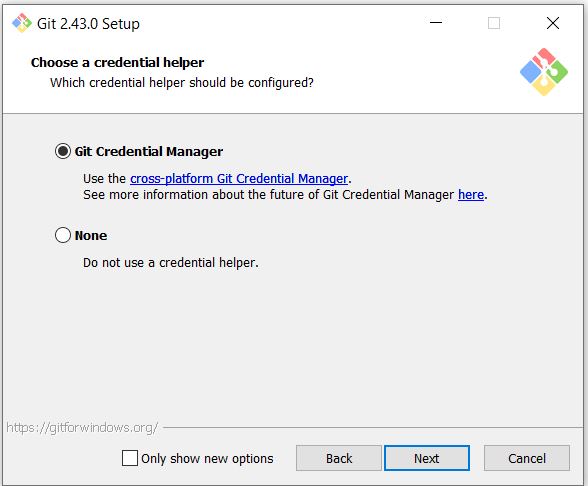 Git 2.43.0 Setup
Choose a credential helper
Which credential helper should be configured?
Git Credential Manager
Use the cross-platform Git Credential Manager.
See more information about the future of Git Credential Manager here.
None
Do not use a credential helper.
https://gitforwindows.org/
Only show new options
Back
Next
Cancel